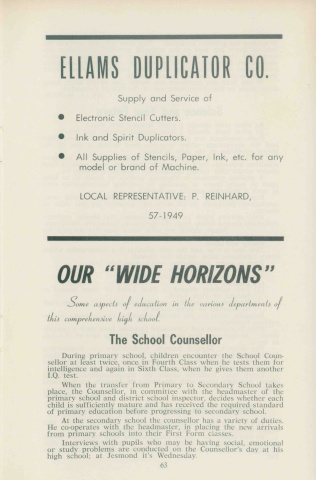 ELLAMS DUPLICATOR CO.
Supply and Service of
● Electronic Stencil Cutters.
● Ink and Spirit Duplicators.
● All Supplies of Stencils, Paper, Ink, etc. for any
model or brand of Machine.
LOCAL REPRESENTATIVE: P. REINHARD,
57-1949
OUR "WIDE HORIZONS"
Some aspects of education in the various departments of
this comprehensive high school.
The School Counsellor
During primary school, children encounter the School Coun-
sellor at least twice, once in Fourth Class when he tests them for
intelligence and again in Sixth Class, when he gives them another
I.Q. test.
When the transfer from Primary to Secondary School takes
place, the Counsellor, in committee with the headmaster of the
primary school and district school inspector, decides whether each
child is sufficiently mature and has received the required standard
of primary education before progressing to secondary school.
At the secondary school the counsellor has a variety of duties.
He co-operates with the headmaster, in placing the new arrivals
from primary schools into their First Form classes.
Interviews with pupils who may be having social, emotional
or study problems are conducted on the Counsellor's day at his
high school; at Jesmond it's Wednesday.
63